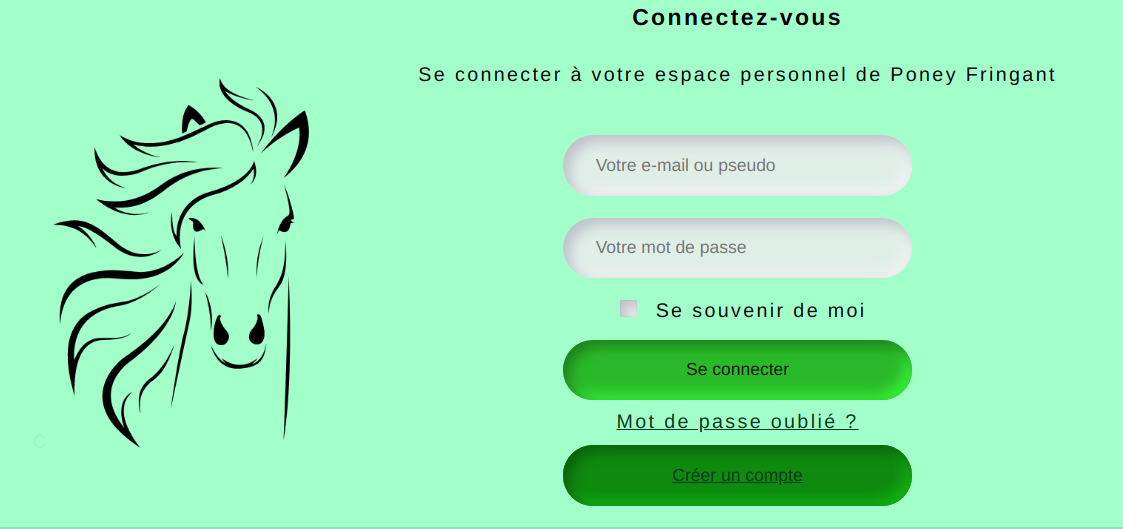 Connectez-vous
Se connecter à votre espace personnel de Poney Fringant
Votre e-mail ou pseudo
Votre mot de passe
Se souvenir de moi
Se connecter
Mot de passe oublié ?
Créer un compte